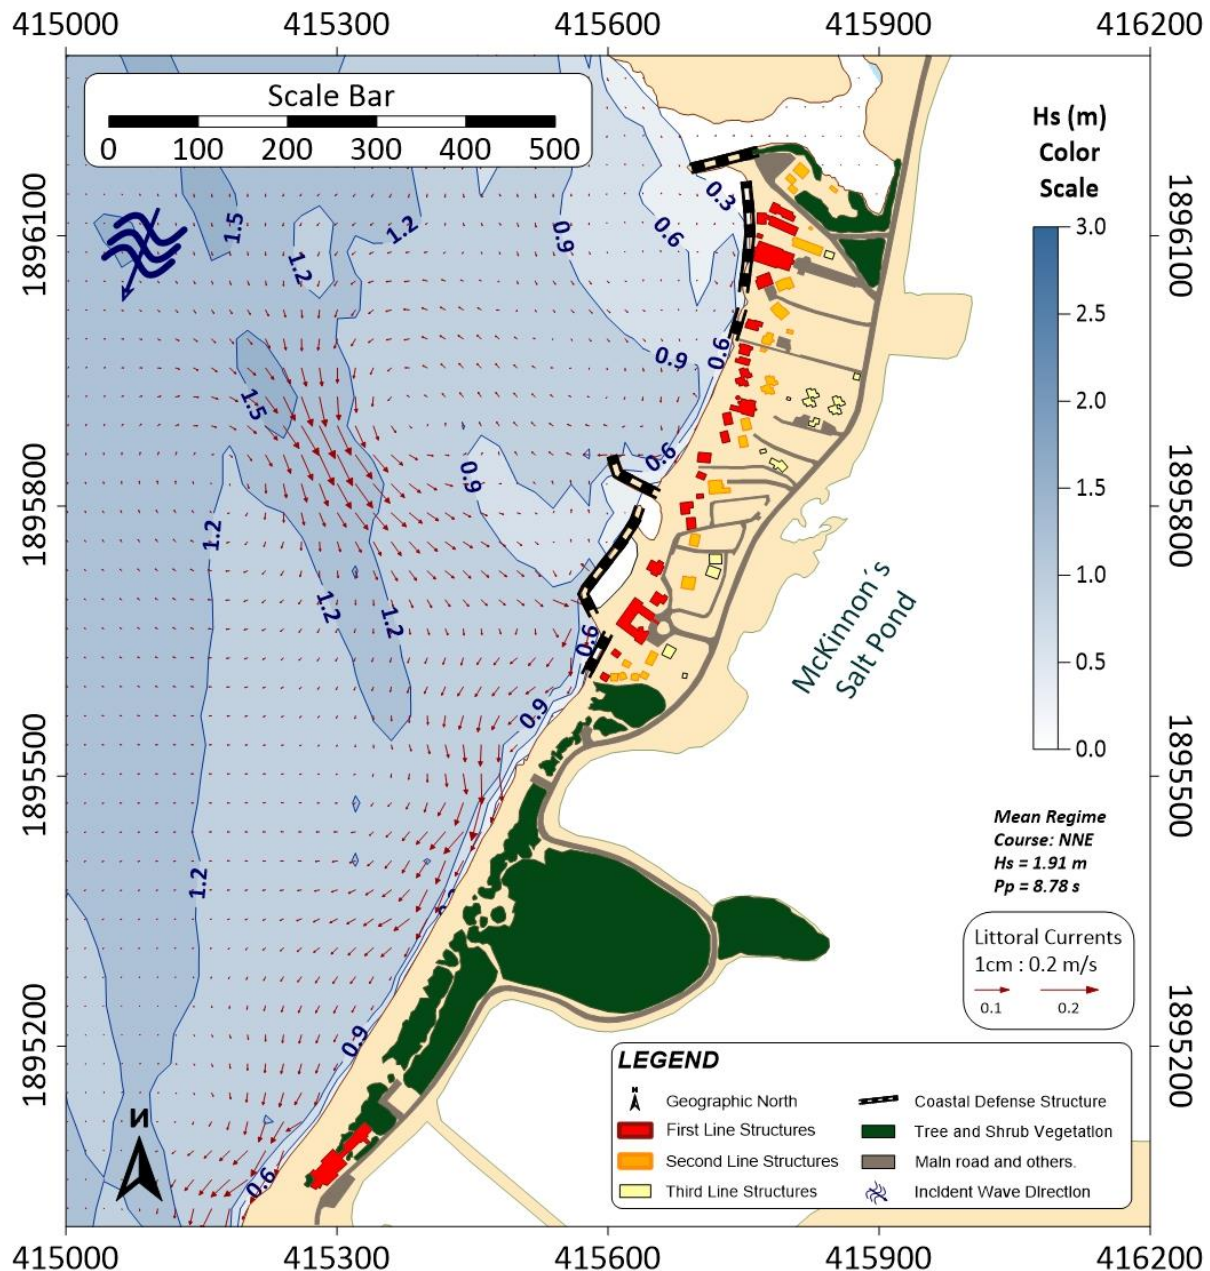 415000 415300 415600 415900 416200
Scale Bar
0 100 200 300 400 500
Hs (m)
Color
Scale
3.0
2.5
2.0
1.5
1.0
0.5
0.0
1896100
1895800
1895500
1895200
1896100
1895800
1895500
1895200
1.5
1.2
1.2
0.9
0.3
0.6
0.9
0.6
1.5
0.9
0.6
1.2
1.2
1.2
0.6
0.9
1.2
0.9
0.6
McKinnon´s
Salt Pond
Mean Regime
Course: NNE
Hs = 1.91 m
Pp = 8.78 s
Littoral Currents
1cm : 0.2 m/s
0.1 0.2
N
LEGEND
N
Geographic North
First Line Structures
Second Line Structures
Third Line Structures
Coastal Defense Structure
Tree and Shrub Vegetation
Main road and others.
Incident Wave Direction
415000 415300 415600 415900 416200